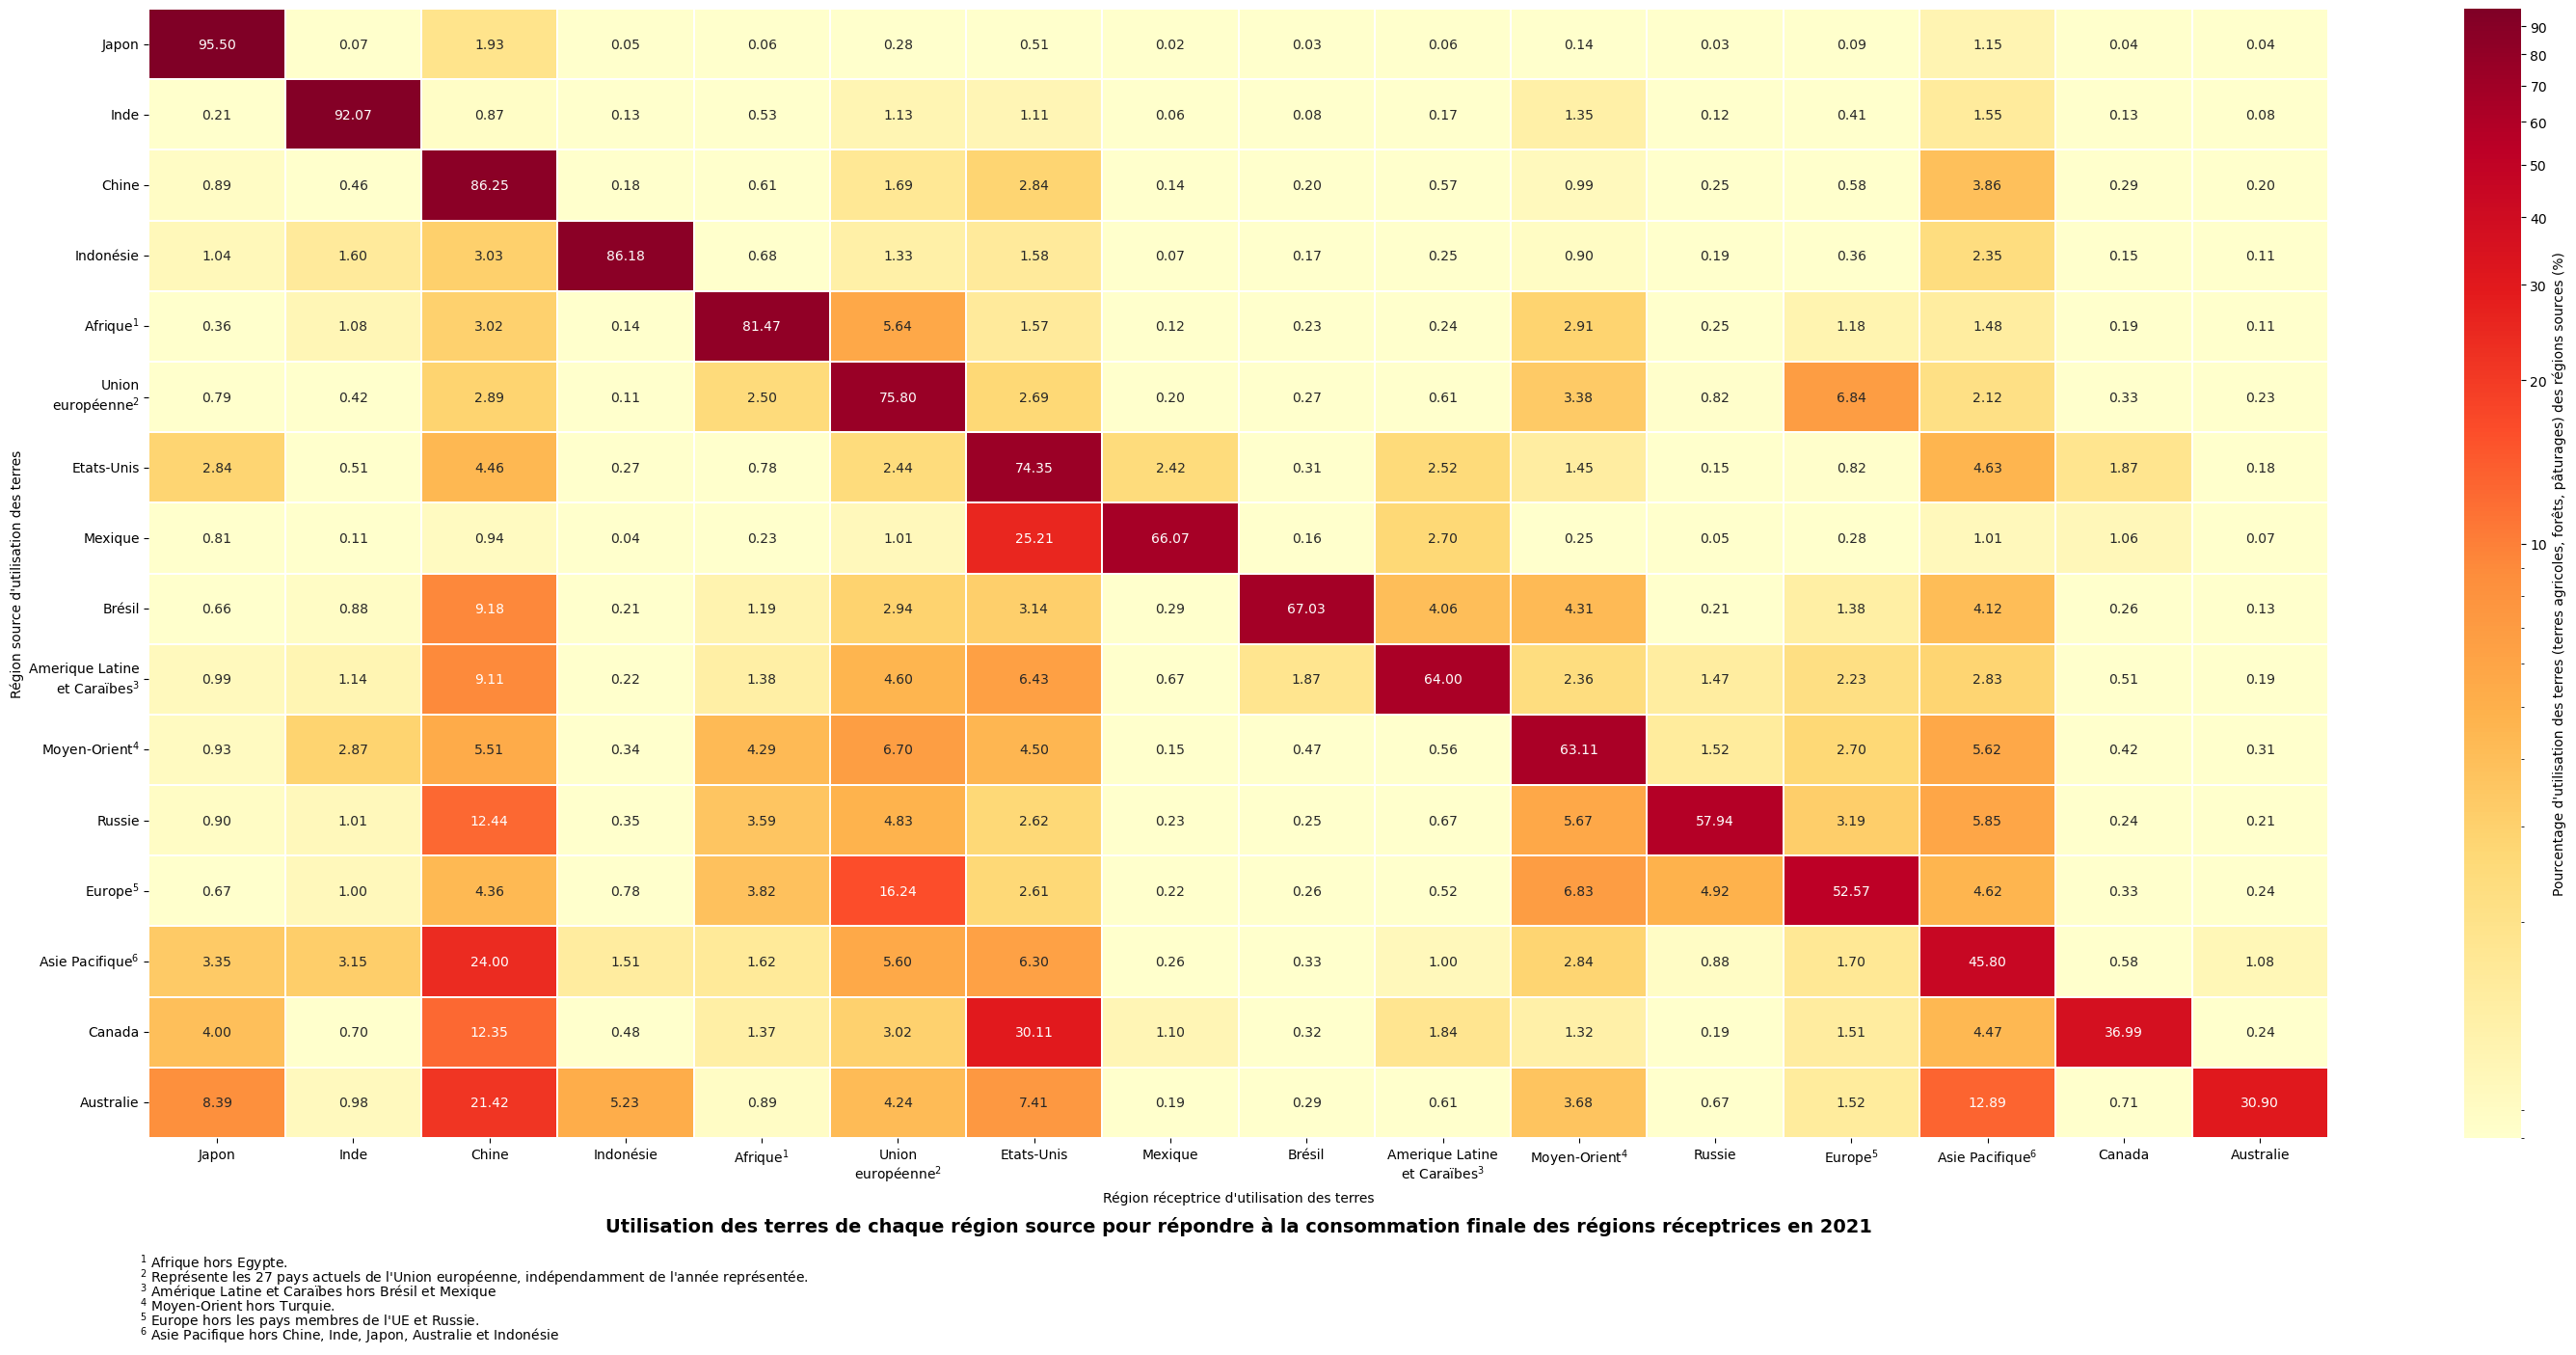 Japon 95.50 0.07 1.93 0.05 0.06 0.28 0.51 0.02 0.03 0.06 0.14 0.03 0.09 1.15 0.04 0.04
Inde 0.21 92.07 0.87 0.13 0.53 1.13 1.11 0.06 0.08 0.17 1.35 0.12 0.41 1.55 0.13 0.08
Chine 0.89 0.46 86.25 0.18 0.61 1.69 2.84 0.14 0.20 0.57 0.99 0.25 0.58 3.86 0.29 0.20
Indonésie 1.04 1.60 3.03 86.18 0.68 1.33 1.58 0.07 0.17 0.25 0.90 0.19 0.36 2.35 0.15 0.11
Afrique¹ 0.36 1.08 3.02 0.14 81.47 5.64 1.57 0.12 0.23 0.24 2.91 0.25 1.18 1.48 0.19 0.11
Union
européenne² 0.79 0.42 2.89 0.11 2.50 75.80 2.69 0.20 0.27 0.61 3.38 0.82 6.84 2.12 0.33 0.23
Etats-Unis 2.84 0.51 4.46 0.27 0.78 2.44 74.35 2.42 0.31 2.52 1.45 0.15 0.82 4.63 1.87 0.18
Mexique 0.81 0.11 0.94 0.04 0.23 1.01 25.21 66.07 0.16 2.70 0.25 0.05 0.28 1.01 1.06 0.07
Brésil 0.66 0.88 9.18 0.21 1.19 2.94 3.14 0.29 67.03 4.06 4.31 0.21 1.38 4.12 0.26 0.13
Amerique Latine
et Caraïbes³ 0.99 1.14 9.11 0.22 1.38 4.60 6.43 0.67 1.87 64.00 2.36 1.47 2.23 2.83 0.51 0.19
Moyen-Orient⁴ 0.93 2.87 5.51 0.34 4.29 6.70 4.50 0.15 0.47 0.56 63.11 1.52 2.70 5.62 0.42 0.31
Russie 0.90 1.01 12.44 0.35 3.59 4.83 2.62 0.23 0.25 0.67 5.67 57.94 3.19 5.85 0.24 0.21
Europe⁵ 0.67 1.00 4.36 0.78 3.82 16.24 2.61 0.22 0.26 0.52 6.83 4.92 52.57 4.62 0.33 0.24
Asie Pacifique⁶ 3.35 3.15 24.00 1.51 1.62 5.60 6.30 0.26 0.33 1.00 2.84 0.88 1.70 45.80 0.58 1.08
Canada 4.00 0.70 12.35 0.48 1.37 3.02 30.11 1.10 0.32 1.84 1.32 0.19 1.51 4.47 36.99 0.24
Australie 8.39 0.98 21.42 5.23 0.89 4.24 7.41 0.19 0.29 0.61 3.68 0.67 1.52 12.89 0.71 30.90
Région source d'utilisation des terres
Japon Inde Chine Indonésie Afrique¹ Union Etats-Unis Mexique Brésil Amerique Latine Moyen-Orient⁴ Russie Europe⁵ Asie Pacifique⁶ Canada Australie
européenne² et Caraïbes³
Région réceptrice d'utilisation des terres
90
80
70
60
50
40
30
20
10
Pourcentage d'utilisation des terres (terres agricoles, forêts, pâturages) des régions sources (%)
Utilisation des terres de chaque région source pour répondre à la consommation finale des régions réceptrices en 2021
¹ Afrique hors Egypte.
² Représente les 27 pays actuels de l'Union européenne, indépendamment de l'année représentée.
³ Amérique Latine et Caraïbes hors Brésil et Mexique
⁴ Moyen-Orient hors Turquie.
⁵ Europe hors les pays membres de l'UE et Russie.
⁶ Asie Pacifique hors Chine, Inde, Japon, Australie et Indonésie